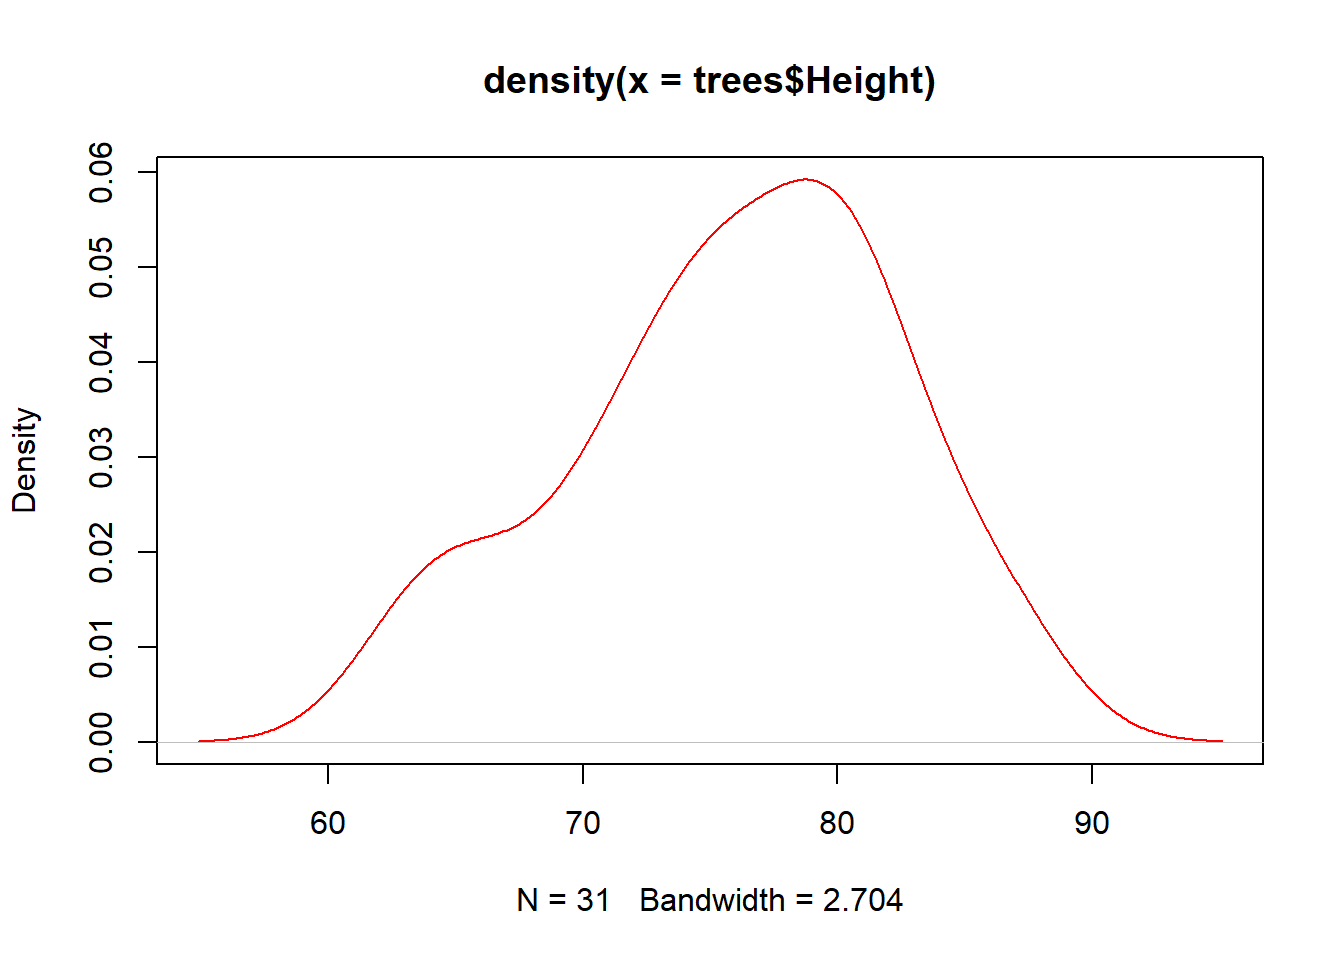 density(x = trees$Height)
Density
0.06
0.05
0.04
0.03
0.02
0.01
0.00
60 70 80 90
N = 31 Bandwidth = 2.704